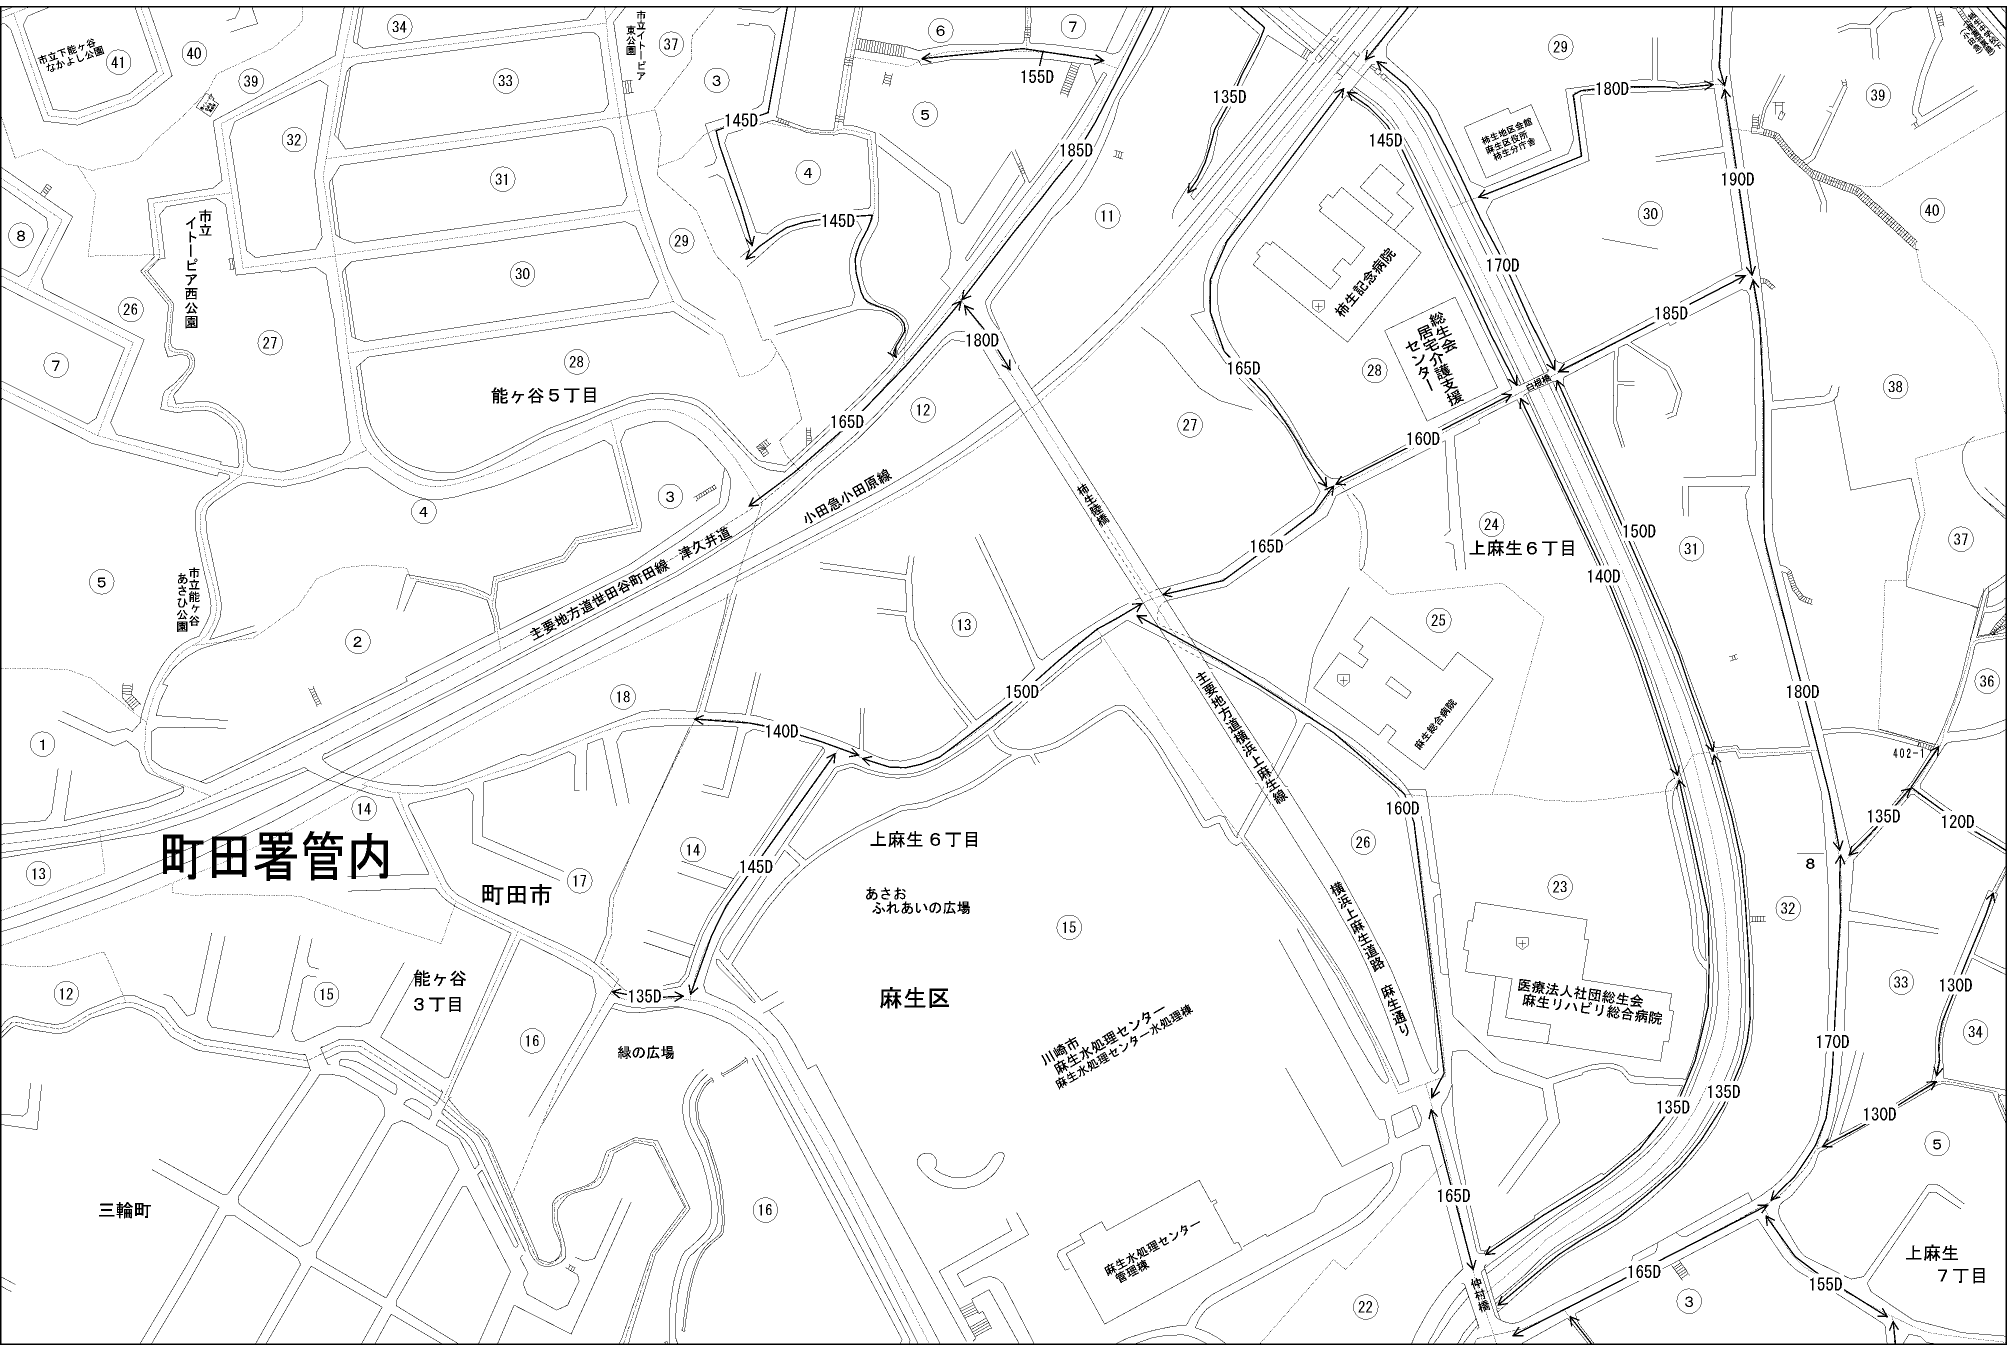 市立下能ヶ谷
なかよし公園
41
40
39
34
33
32
31
30
市立イトーピア
東公園
37
3
6
7
155D
5
145D
4
145D
185D
135D
145D
11
29
180D
柿生地区会館
麻生区役所
柿生分庁舎
39
190D
30
40
8
26
7
市立
イトーピア西公園
27
28
29
能ヶ谷５丁目
柿生記念病院
170D
185D
180D
165D
28
総生会
居宅介護支援
センター
白根橋
38
12
165D
27
160D
3
4
小田急小田原線
柿生陸橋
24
上麻生６丁目
150D
31
37
165D
140D
主要地方道世田谷町田線　津久井道
5
市立能ヶ谷
あさひ公園
2
13
25
麻生総合病院
主要地方道横浜上麻生線
150D
18
140D
180D
36
402-1
1
14
13
町田署管内
町田市
17
14
145D
上麻生６丁目
あさお
ふれあいの広場
15
160D
26
横浜上麻生道路　麻生通り
23
8
32
135D
120D
12
15
能ヶ谷
３丁目
16
135D
緑の広場
麻生区
川崎市
麻生水処理センター
麻生水処理センター水処理棟
医療法人社団総生会
麻生リハビリ総合病院
33
130D
34
170D
135D
135D
130D
5
三輪町
16
165D
麻生水処理センター
管理棟
仲村橋
22
165D
3
155D
上麻生
７丁目